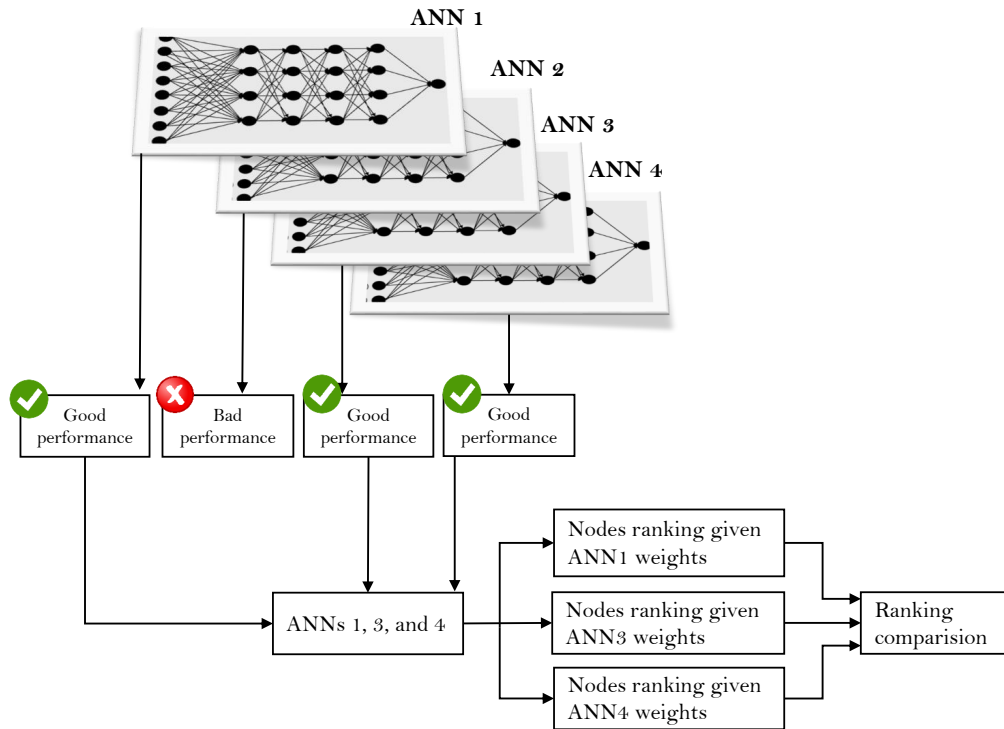 ANN 1
ANN 2
ANN 3
ANN 4
Good
performance
Bad
performance
Good
performance
Good
performance
Nodes ranking given
ANN1 weights
ANNs 1, 3, and 4
Nodes ranking given
ANN3 weights
Ranking
comparision
Nodes ranking given
ANN4 weights